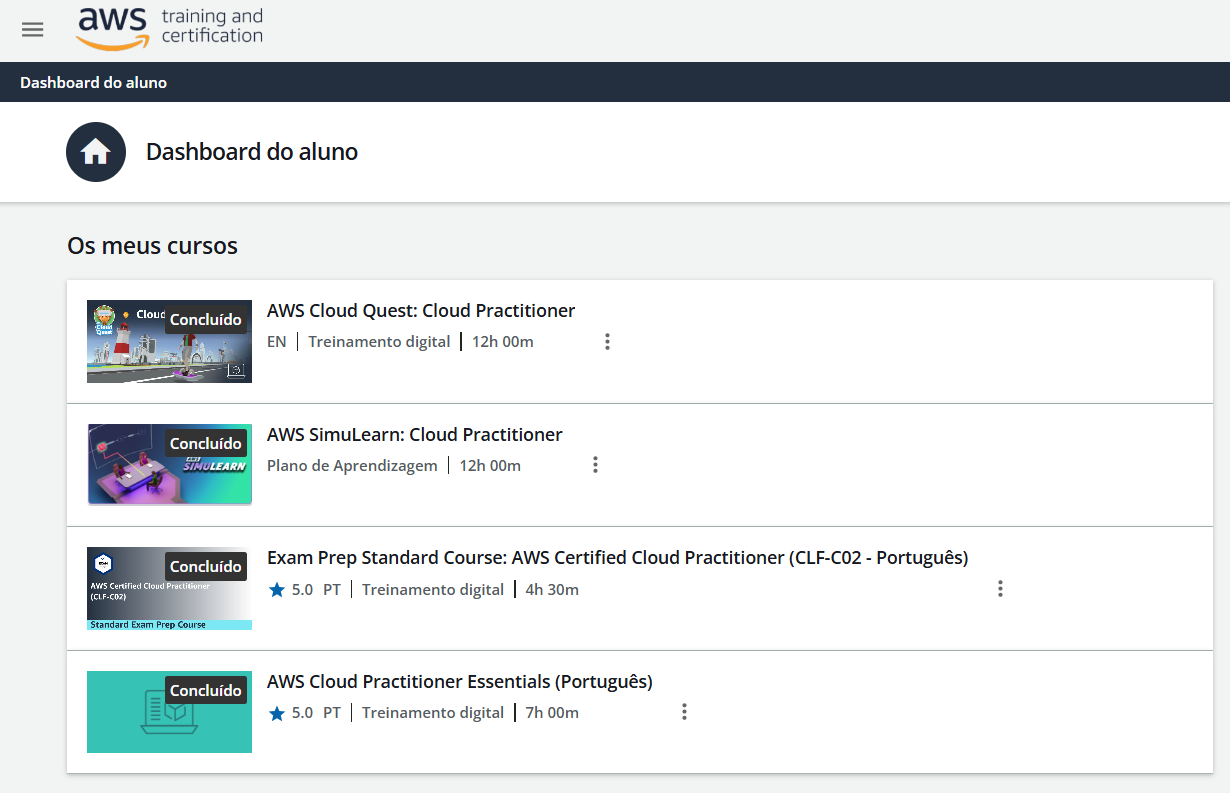 aws training and
certification
Dashboard do aluno
Dashboard do aluno
Os meus cursos
Cloud
Quest
Cloud
Concluído
AWS Cloud Quest: Cloud Practitioner
EN | Treinamento digital | 12h 00m
Concluído
SIMULEARN
AWS SimuLearn: Cloud Practitioner
Plano de Aprendizagem | 12h 00m
Concluído
AWS Certified Cloud Practitioner
(CLF-C02)
Standard Exam Prep Course
Exam Prep Standard Course: AWS Certified Cloud Practitioner (CLF-C02 - Português)
5.0 PT | Treinamento digital | 4h 30m
Concluído
AWS Cloud Practitioner Essentials (Português)
5.0 PT | Treinamento digital | 7h 00m